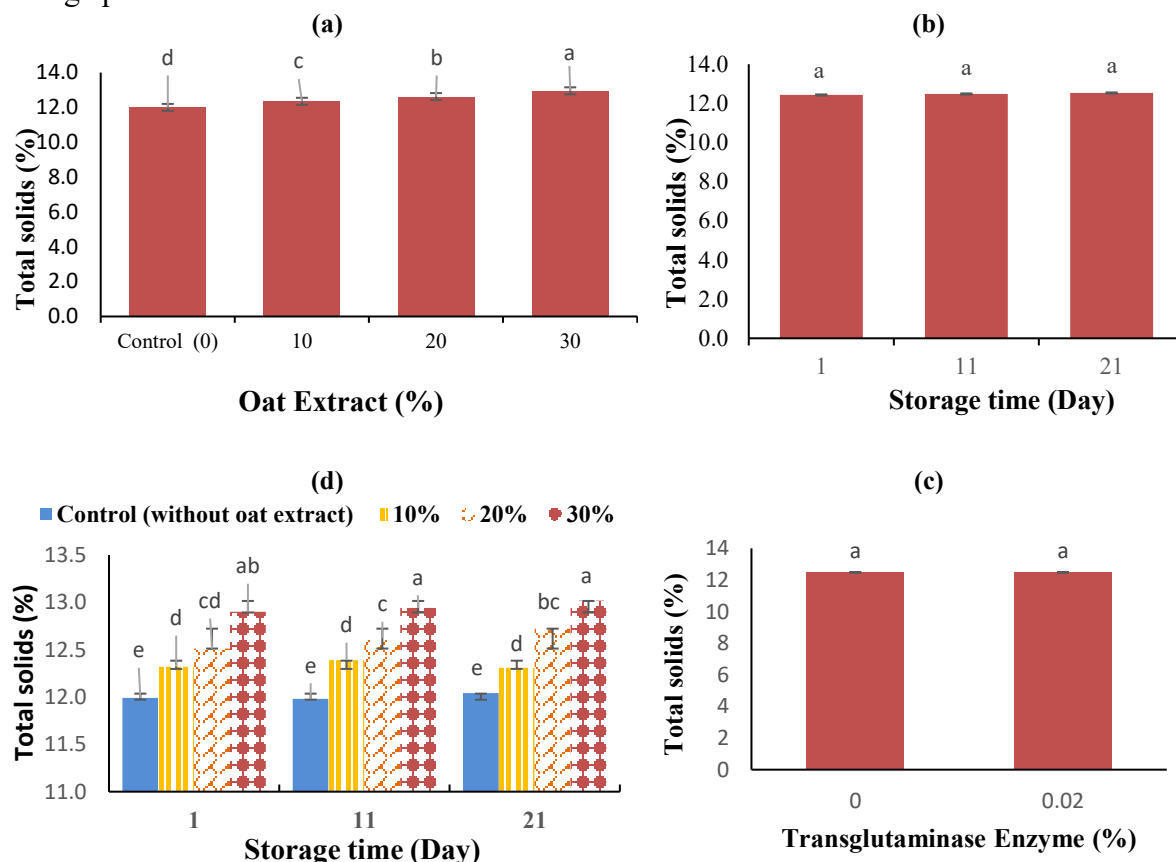 (a)
d c b a
14.0
12.0
10.0
8.0
6.0
4.0
2.0
0.0
Total solids (%)
Control (0) 10 20 30
Oat Extract (%)
(b)
a a a
14.0
12.0
10.0
8.0
6.0
4.0
2.0
0.0
Total solids (%)
1 11 21
Storage time (Day)
(d)
Control (without oat extract) 10% 20% 30%
13.5
13.0
12.5
12.0
11.5
11.0
Total solids (%)
e d cd ab e d c a e d bc a
1 11 21
Storage time (Day)
(c)
a a
14
12
10
8
6
4
2
0
Total solids (%)
0 0.02
Transglutaminase Enzyme (%)